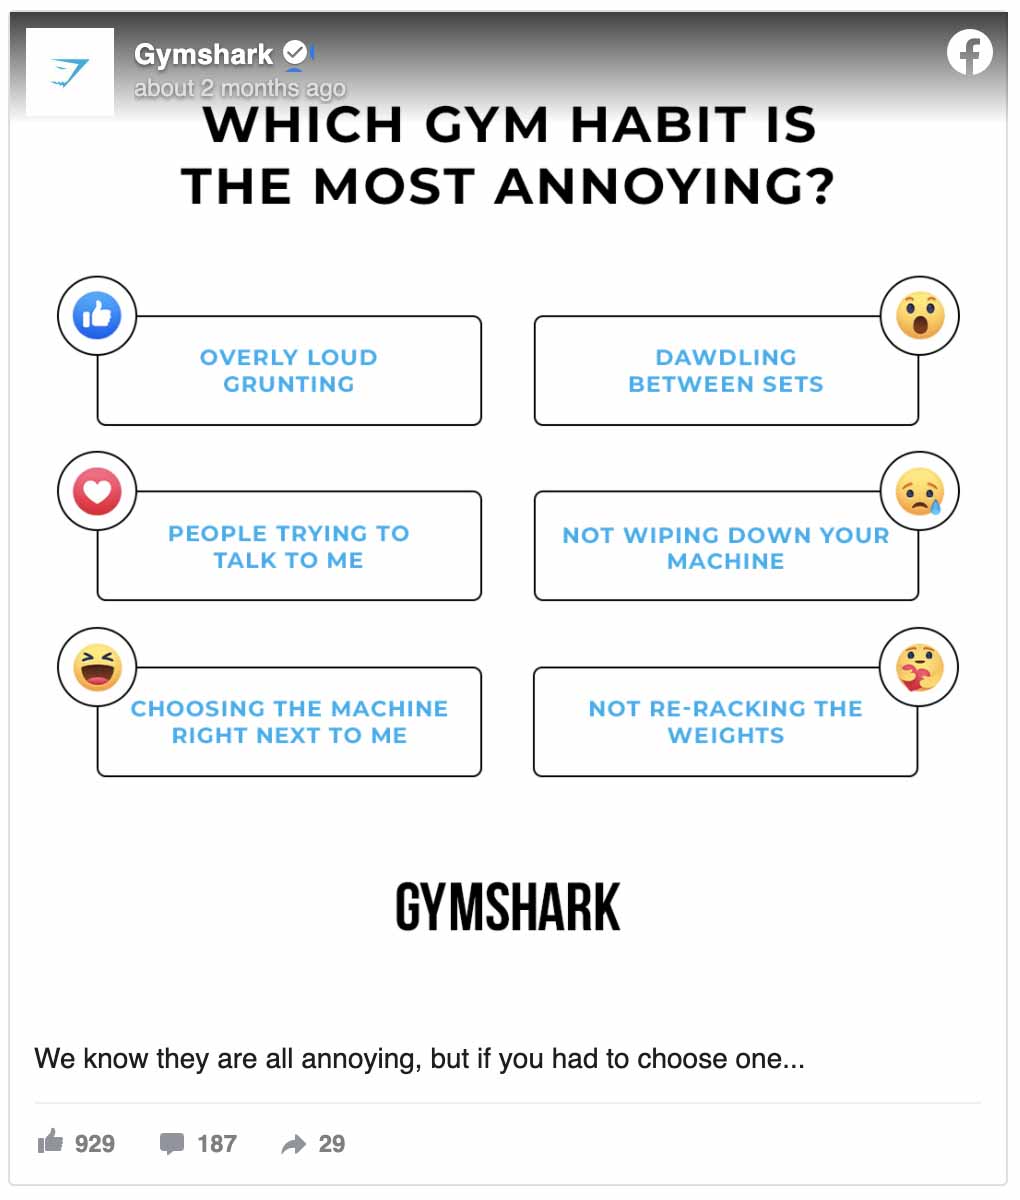 Gymshark
about 2 months ago
WHICH GYM HABIT IS
THE MOST ANNOYING?
OVERLY LOUD
GRUNTING
DAWDLING
BETWEEN SETS
PEOPLE TRYING TO
TALK TO ME
NOT WIPING DOWN YOUR
MACHINE
CHOOSING THE MACHINE
RIGHT NEXT TO ME
NOT RE-RACKING THE
WEIGHTS
GYMSHARK
We know they are all annoying, but if you had to choose one...
929 187 29